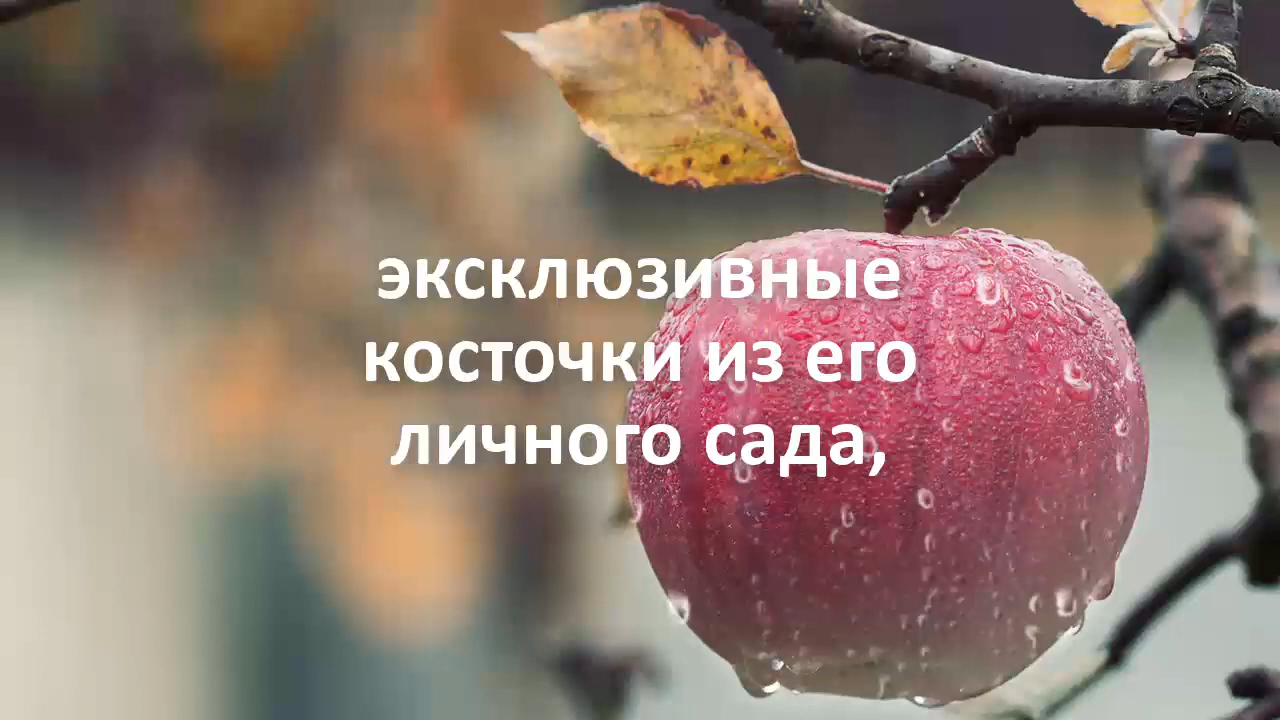 эксклюзивные
косточки из его
личного сада,